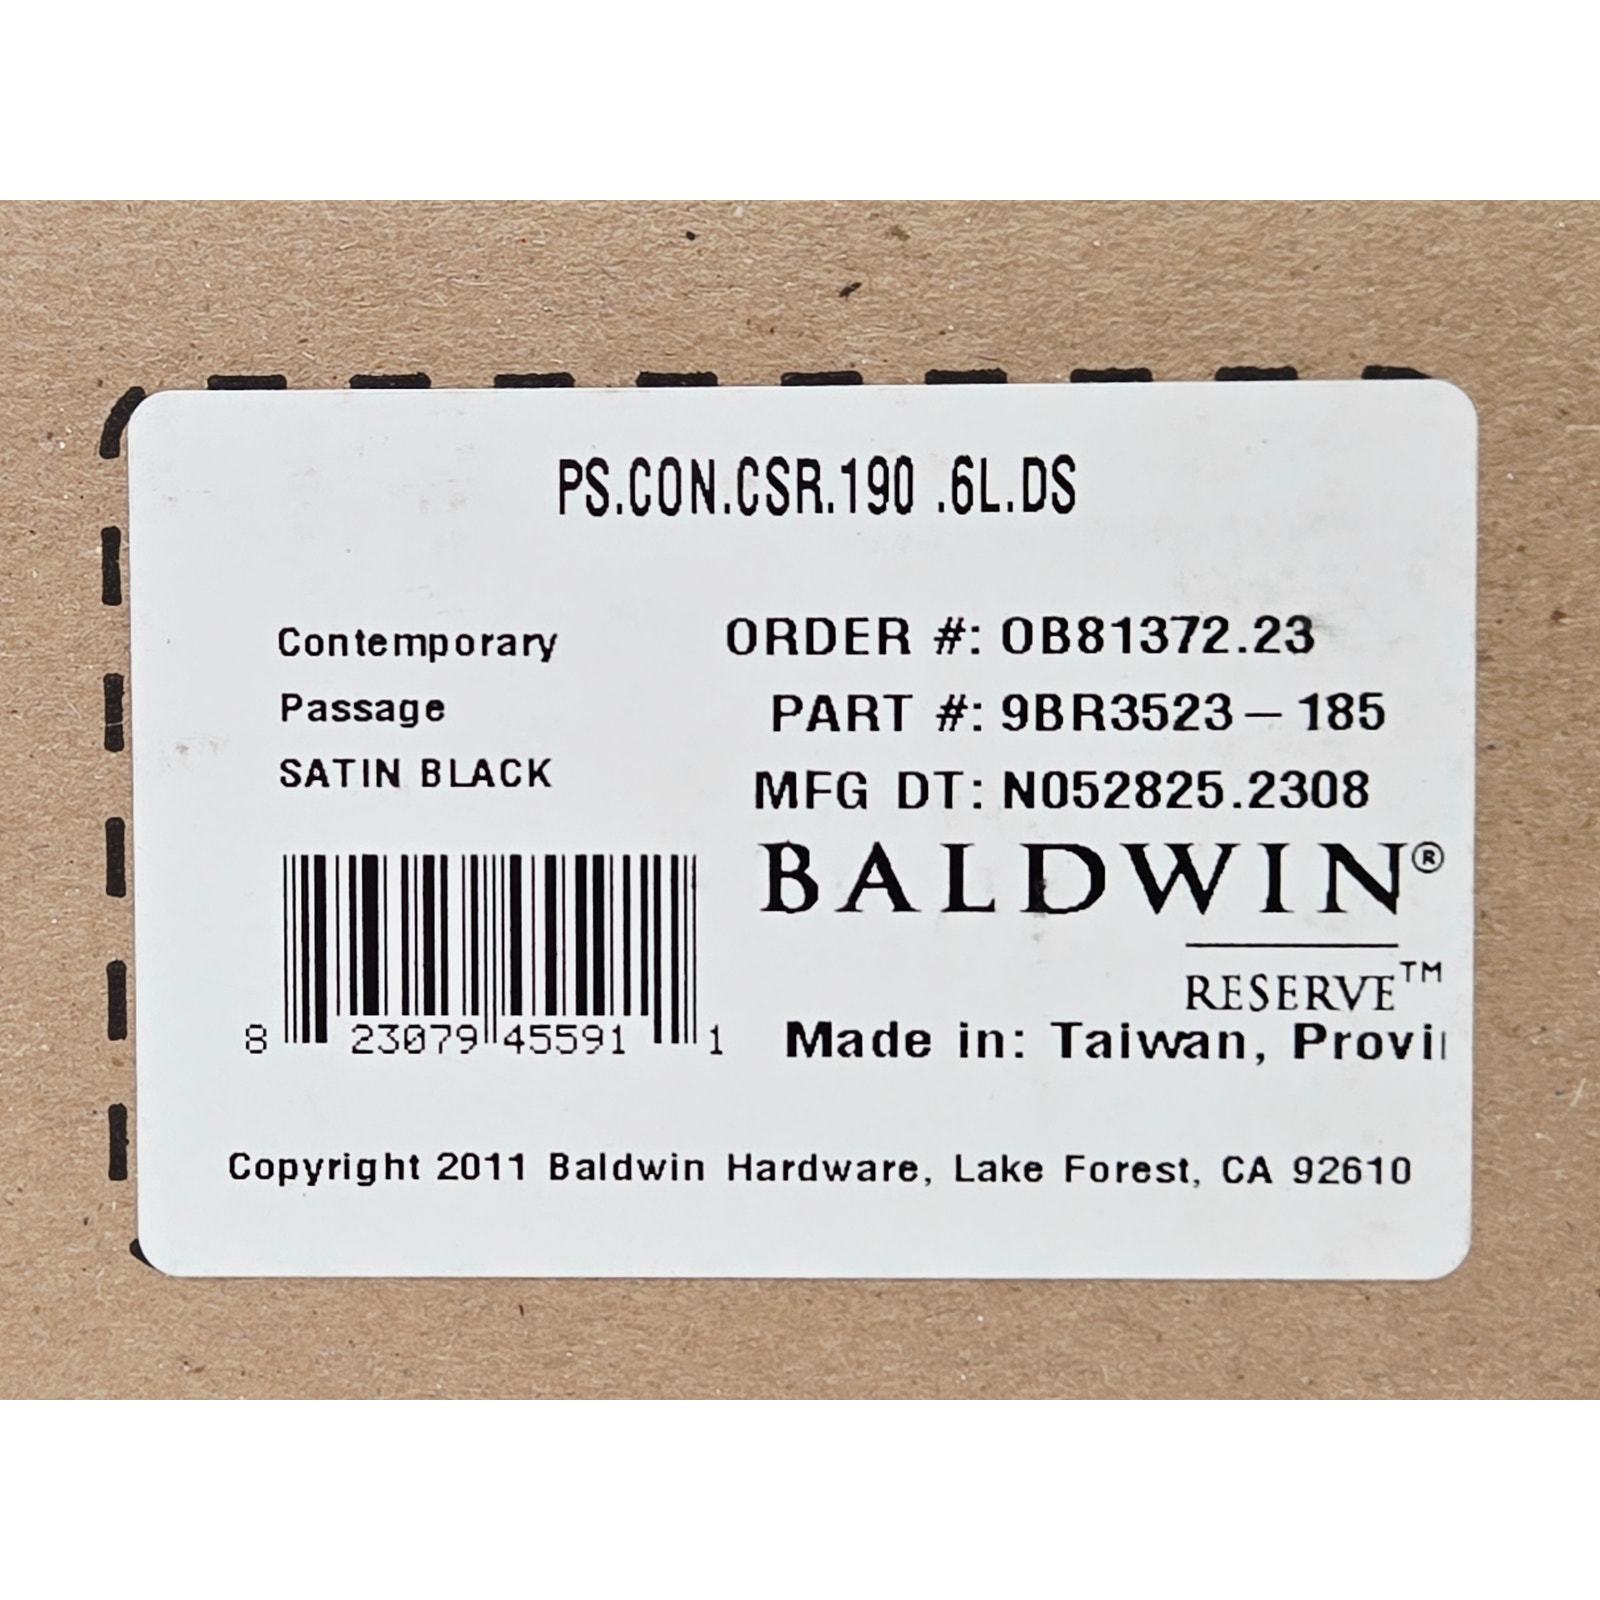 PS.CON.CSR.190 .6L.DS
Contemporary
Passage
SATIN BLACK
ORDER #: OB81372.23
PART #: 9BR3523-185
MFG DT: N052825.2308
BALDWIN®
RESERVE™
8 23079 45591 1
Made in: Taiwan, Provi
Copyright 2011 Baldwin Hardware, Lake Forest, CA 92610